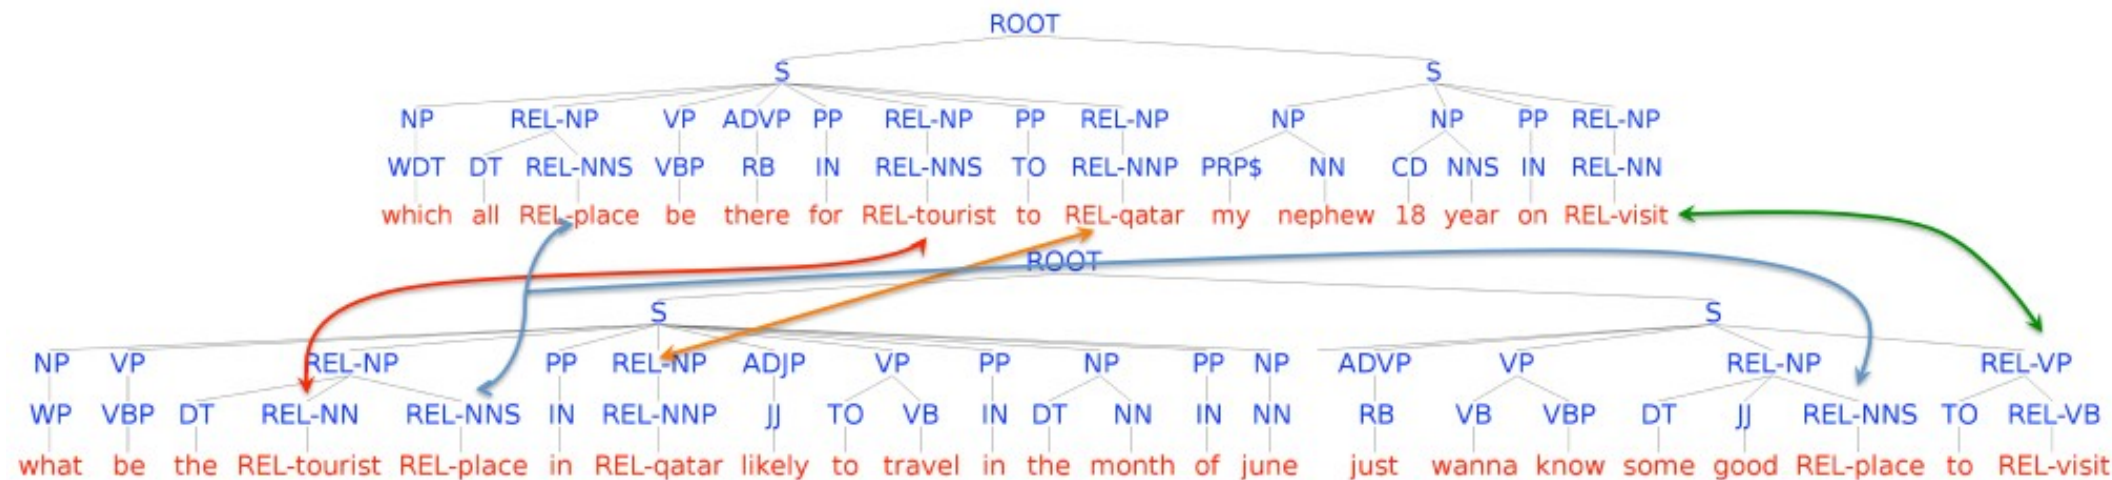 ROOT
S S
NP REL-NP VP ADVP PP REL-NP PP REL-NP NP NP PP REL-NP
WDT DT REL-NNS VBP RB IN REL-NNS TO REL-NNP PRP$ NN CD NNS IN REL-NN
which all REL-place be there for REL-tourist to REL-qatar my nephew 18 year on REL-visit
ROOT
S S
NP VP REL-NP PP REL-NP ADJP VP PP NP PP NP ADVP VP REL-NP REL-VP
WP VBP DT REL-NN REL-NNS IN REL-NNP JJ TO VB IN DT NN IN NN RB VB VBP DT JJ REL-NNS TO REL-VB
what be the REL-tourist REL-place in REL-qatar likely to travel in the month of june just wanna know some good REL-place to REL-visit